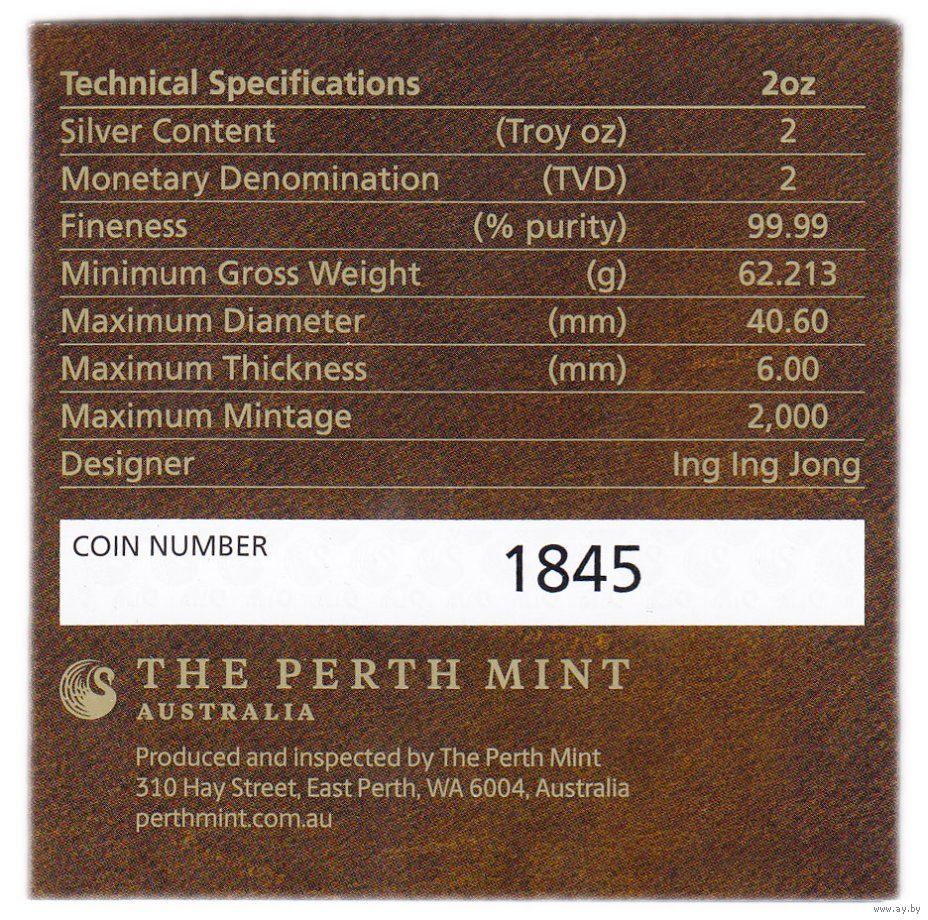 Technical Specifications 2oz
Silver Content (Troy oz) 2
Monetary Denomination (TVD) 2
Fineness (% purity) 99.99
Minimum Gross Weight (g) 62.213
Maximum Diameter (mm) 40.60
Maximum Thickness (mm) 6.00
Maximum Mintage 2,000
Designer Ing Ing Jong
COIN NUMBER 1845
THE PERTH MINT
AUSTRALIA
Produced and inspected by The Perth Mint
310 Hay Street, East Perth, WA 6004, Australia
perthmint.com.au
www.ay.by